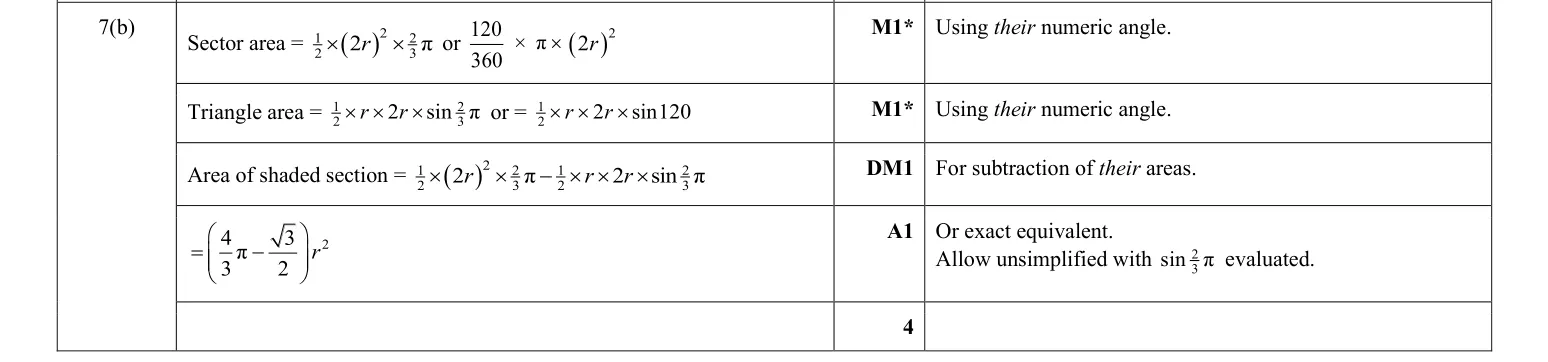 7(b)
Sector area = ½×(2r)² × ⅔π or 120/360 × π×(2r)² M1* Using their numeric angle.
Triangle area = ½×r×2r×sin⅔π or = ½×r×2r×sin120 M1* Using their numeric angle.
Area of shaded section = ½×(2r)²×⅔π−½×r×2r×sin⅔π DM1 For subtraction of their areas.
=(4/3 π − √3/2) r² A1 Or exact equivalent.
Allow unsimplified with sin⅔π evaluated.
4